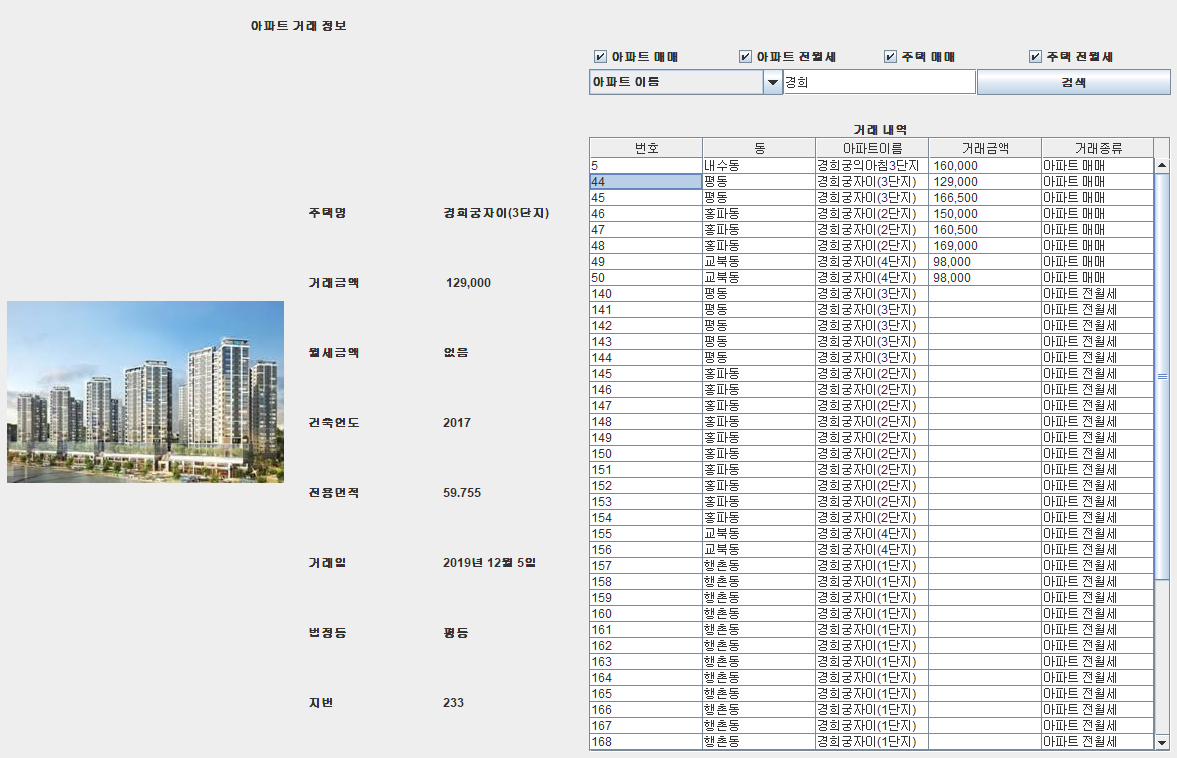 아파트 거래 정보
아파트 매매 아파트 전월세 주택 매매 주택 전월세
아파트 이름 경희 검색
거래 내역
번호 동 아파트이름 거래금액 거래종류
5 내수동 경희궁의아침3단지 160,000 아파트 매매
44 평동 경희궁자이(3단지) 129,000 아파트 매매
45 평동 경희궁자이(3단지) 166,500 아파트 매매
46 홍파동 경희궁자이(2단지) 150,000 아파트 매매
47 홍파동 경희궁자이(2단지) 160,500 아파트 매매
48 홍파동 경희궁자이(2단지) 169,000 아파트 매매
49 교북동 경희궁자이(4단지) 98,000 아파트 매매
50 교북동 경희궁자이(4단지) 98,000 아파트 매매
140 평동 경희궁자이(3단지) 아파트 전월세
141 평동 경희궁자이(3단지) 아파트 전월세
142 평동 경희궁자이(3단지) 아파트 전월세
143 평동 경희궁자이(3단지) 아파트 전월세
144 평동 경희궁자이(3단지) 아파트 전월세
145 홍파동 경희궁자이(2단지) 아파트 전월세
146 홍파동 경희궁자이(2단지) 아파트 전월세
147 홍파동 경희궁자이(2단지) 아파트 전월세
148 홍파동 경희궁자이(2단지) 아파트 전월세
149 홍파동 경희궁자이(2단지) 아파트 전월세
150 홍파동 경희궁자이(2단지) 아파트 전월세
151 홍파동 경희궁자이(2단지) 아파트 전월세
152 홍파동 경희궁자이(2단지) 아파트 전월세
153 홍파동 경희궁자이(2단지) 아파트 전월세
154 홍파동 경희궁자이(2단지) 아파트 전월세
155 교북동 경희궁자이(4단지) 아파트 전월세
156 교북동 경희궁자이(4단지) 아파트 전월세
157 행촌동 경희궁자이(1단지) 아파트 전월세
158 행촌동 경희궁자이(1단지) 아파트 전월세
159 행촌동 경희궁자이(1단지) 아파트 전월세
160 행촌동 경희궁자이(1단지) 아파트 전월세
161 행촌동 경희궁자이(1단지) 아파트 전월세
162 행촌동 경희궁자이(1단지) 아파트 전월세
163 행촌동 경희궁자이(1단지) 아파트 전월세
164 행촌동 경희궁자이(1단지) 아파트 전월세
165 행촌동 경희궁자이(1단지) 아파트 전월세
166 행촌동 경희궁자이(1단지) 아파트 전월세
167 행촌동 경희궁자이(1단지) 아파트 전월세
168 행촌동 경희궁자이(1단지) 아파트 전월세
주택명 경희궁자이(3단지)
거래금액 129,000
월세금액 없음
건축연도 2017
전용면적 59.755
거래일 2019년 12월 5일
법정동 평동
지번 233